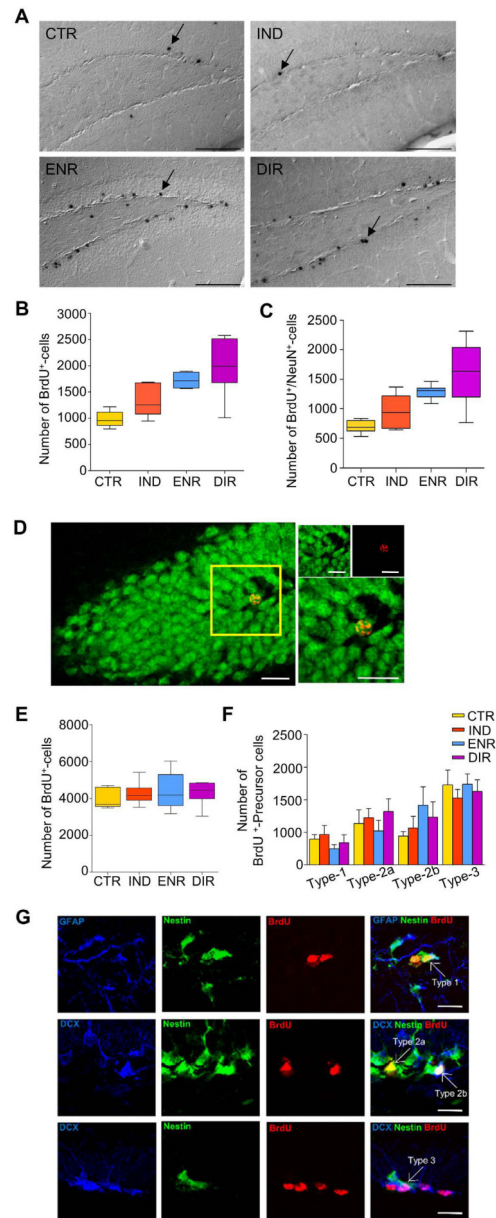 A
CTR
IND
ENR
DIR
B
Number of BrdU+-cells
3000
2500
2000
1500
1000
500
0
CTR IND ENR DIR
C
Number of BrdU+/NeuN+-cells
2500
2000
1500
1000
500
0
CTR IND ENR DIR
D
E
Number of BrdU+-cells
8000
6000
4000
2000
0
CTR IND ENR DIR
F
Number of
BrdU +-Precursor cells
2500
2000
1500
1000
500
0
Type-1 Type-2a Type-2b Type-3
CTR
IND
ENR
DIR
G
GFAP
Nestin
BrdU
GFAP Nestin BrdU
Type 1
DCX
Nestin
BrdU
DCX Nestin BrdU
Type 2a
Type 2b
DCX
Nestin
BrdU
DCX Nestin BrdU
Type 3